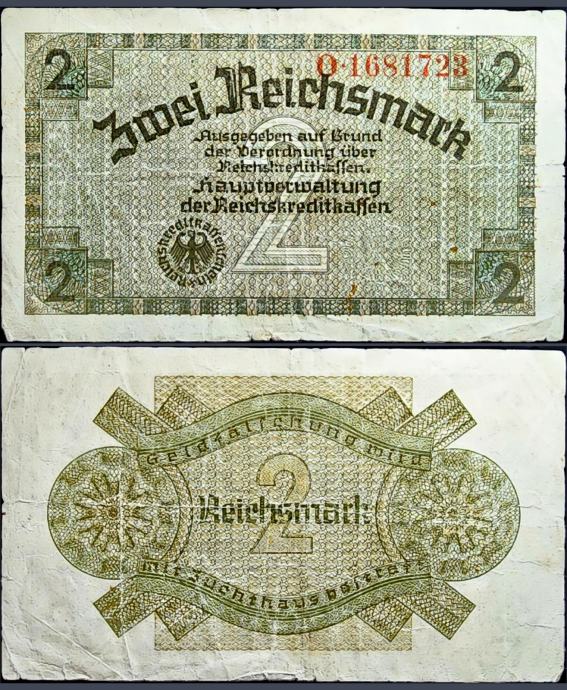 2
O·1681723
2
Zwei Reichsmark
Ausgegeben auf Grund
der Verordnung über
Reichskreditkassen.
Hauptverwaltung
der Reichskreditkassen
2
2
2
Geldfälschung wird
2
Reichsmark
mit Zuchthaus bestraft